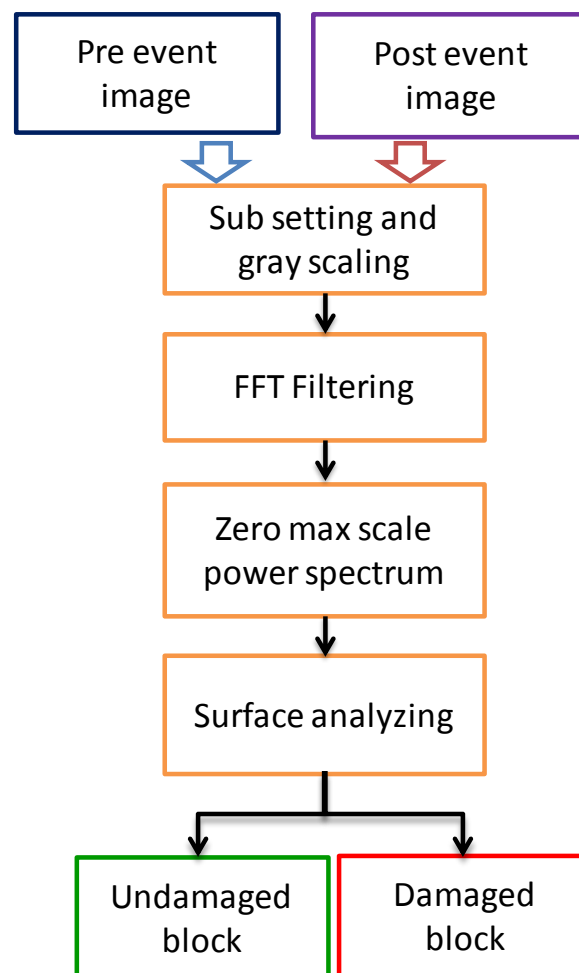 Pre event
image
Post event
image
Sub setting and
gray scaling
FFT Filtering
Zero max scale
power spectrum
Surface analyzing
Undamaged
block
Damaged
block